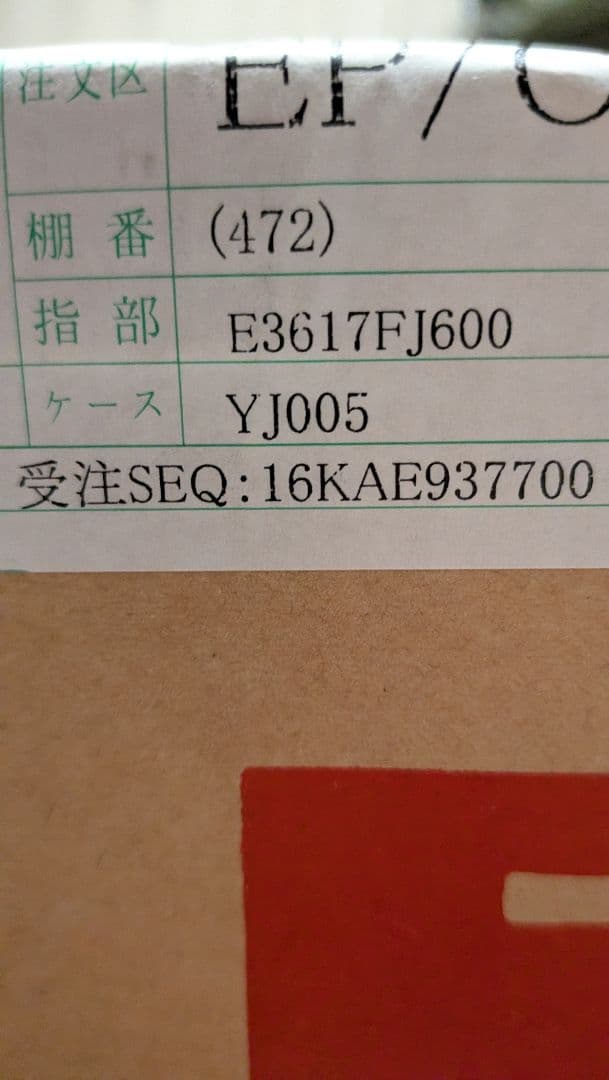 注文区 EP/
棚番 (472)
指部 E3617FJ600
ケース YJ005
受注SEQ:16KAE937700